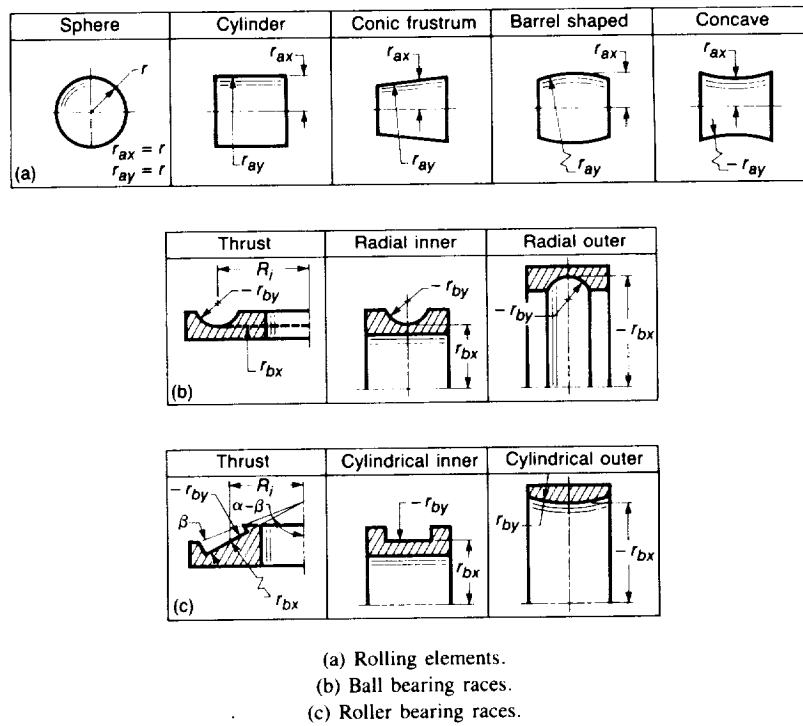 Sphere
Cylinder
Conic frustrum
Barrel shaped
Concave
r
r_ax = r
r_ay = r
(a)
r_ax
r_ay
r_ax
r_ay
r_ax
r_ay
r_ax
− r_ay
Thrust
Radial inner
Radial outer
R_i
− r_by
r_bx
(b)
− r_by
r_bx
− r_by
− r_bx
Thrust
Cylindrical inner
Cylindrical outer
− r_by
R_i
β
α−β
r_bx
(c)
− r_by
r_bx
r_by
− r_bx
(a) Rolling elements.
(b) Ball bearing races.
(c) Roller bearing races.